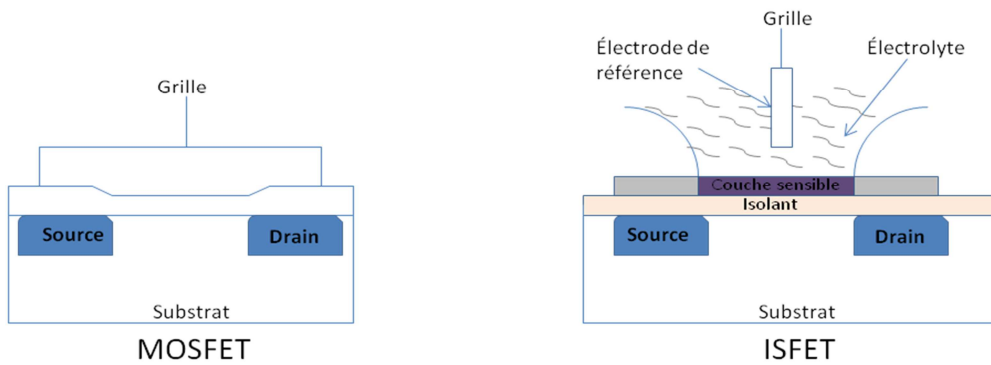 Grille
Source
Drain
Substrat
MOSFET
Grille
Électrode de
référence
Électrolyte
Couche sensible
Isolant
Source
Drain
Substrat
ISFET